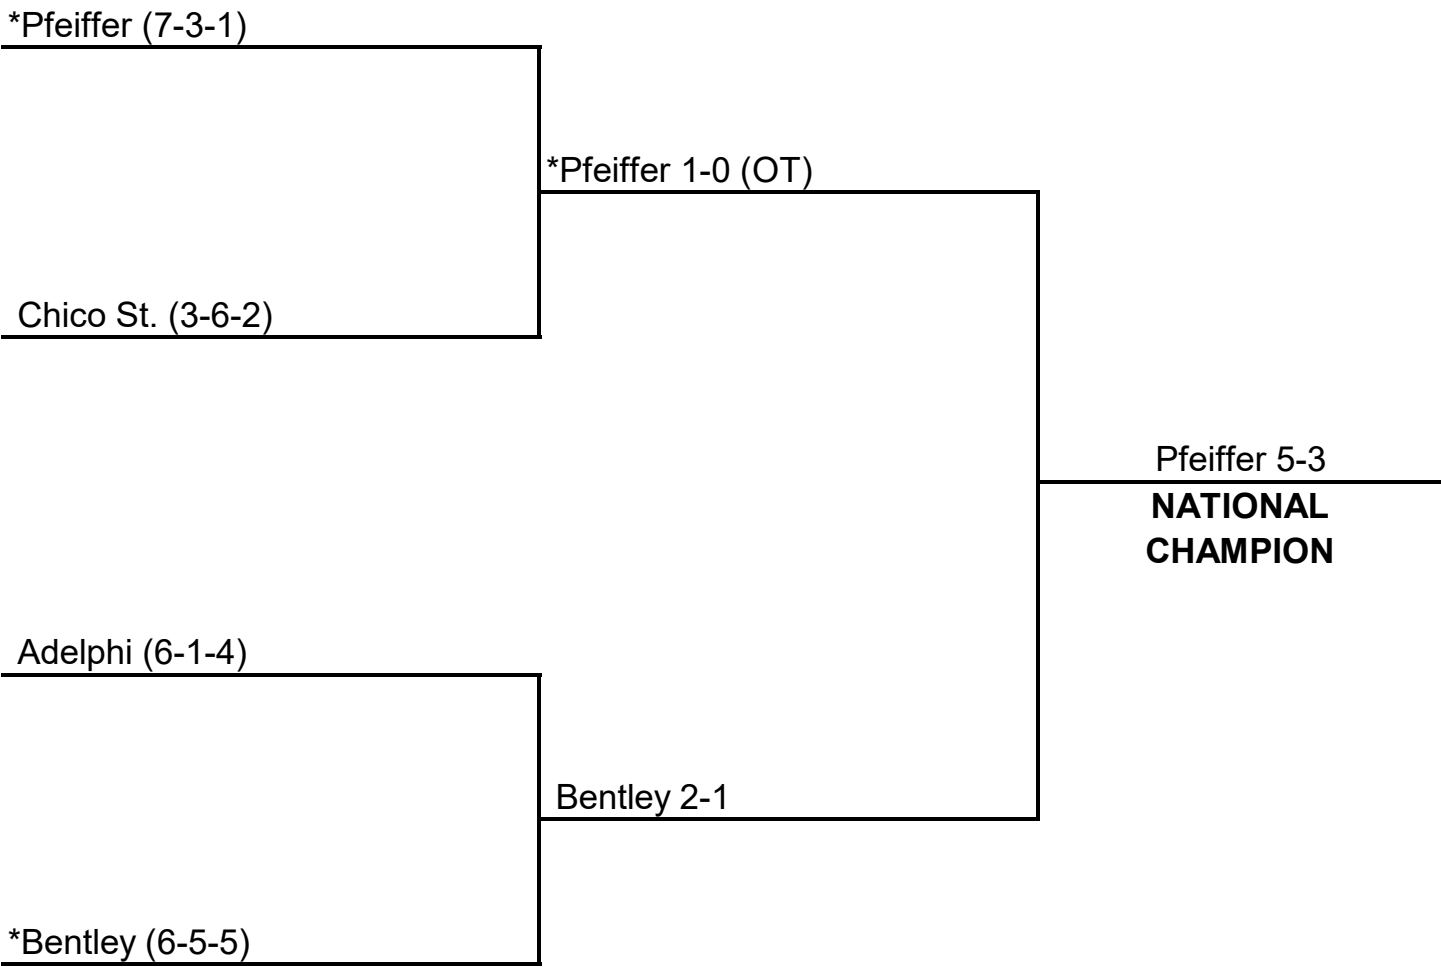 *Pfeiffer (7-3-1)
*Pfeiffer 1-0 (OT)
Chico St. (3-6-2)
Pfeiffer 5-3
NATIONAL
CHAMPION
Adelphi (6-1-4)
Bentley 2-1
*Bentley (6-5-5)